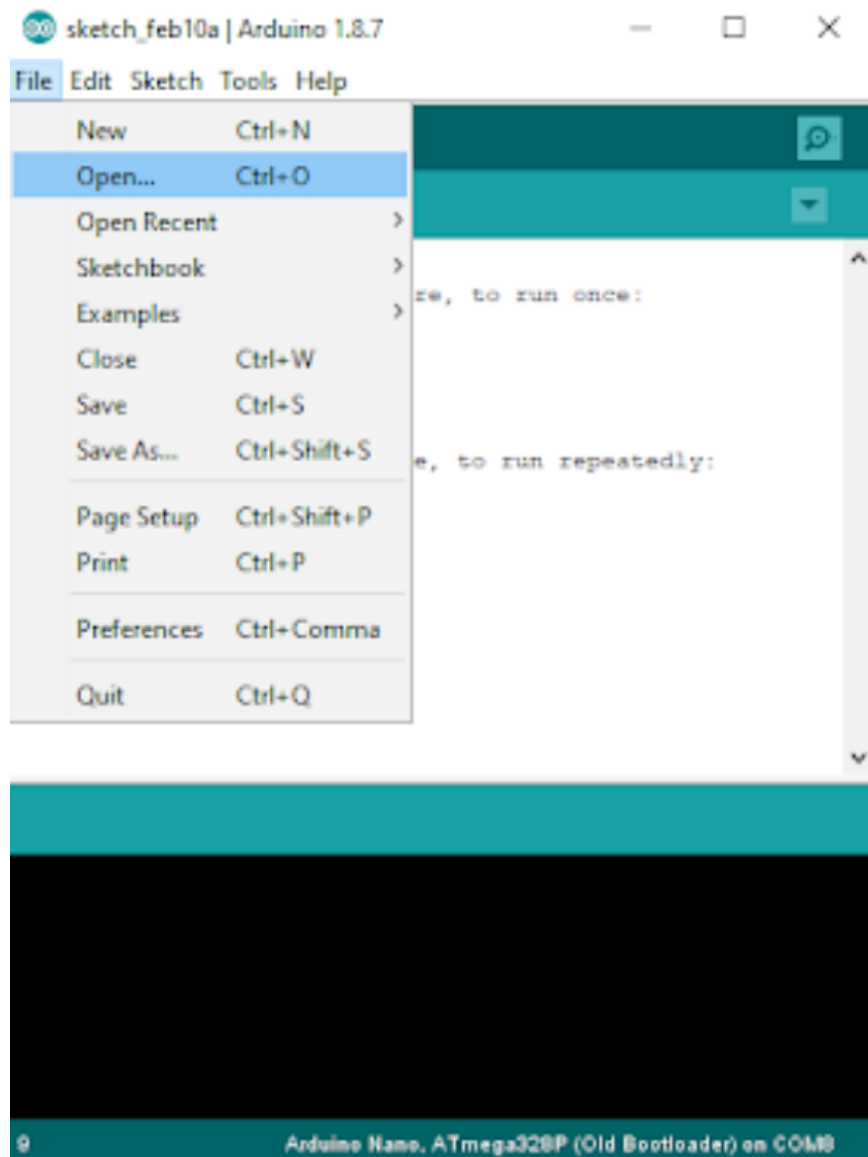 sketch_feb10a | Arduino 1.8.7
File Edit Sketch Tools Help
New Ctrl+N
Open... Ctrl+O
Open Recent
Sketchbook
re, to run once:
Examples
Close Ctrl+W
Save Ctrl+S
Save As... Ctrl+Shift+S
e, to run repeatedly:
Page Setup Ctrl+Shift+P
Print Ctrl+P
Preferences Ctrl+Comma
Quit Ctrl+Q
9 Arduino Nano, ATmega328P (Old Bootloader) on COM8